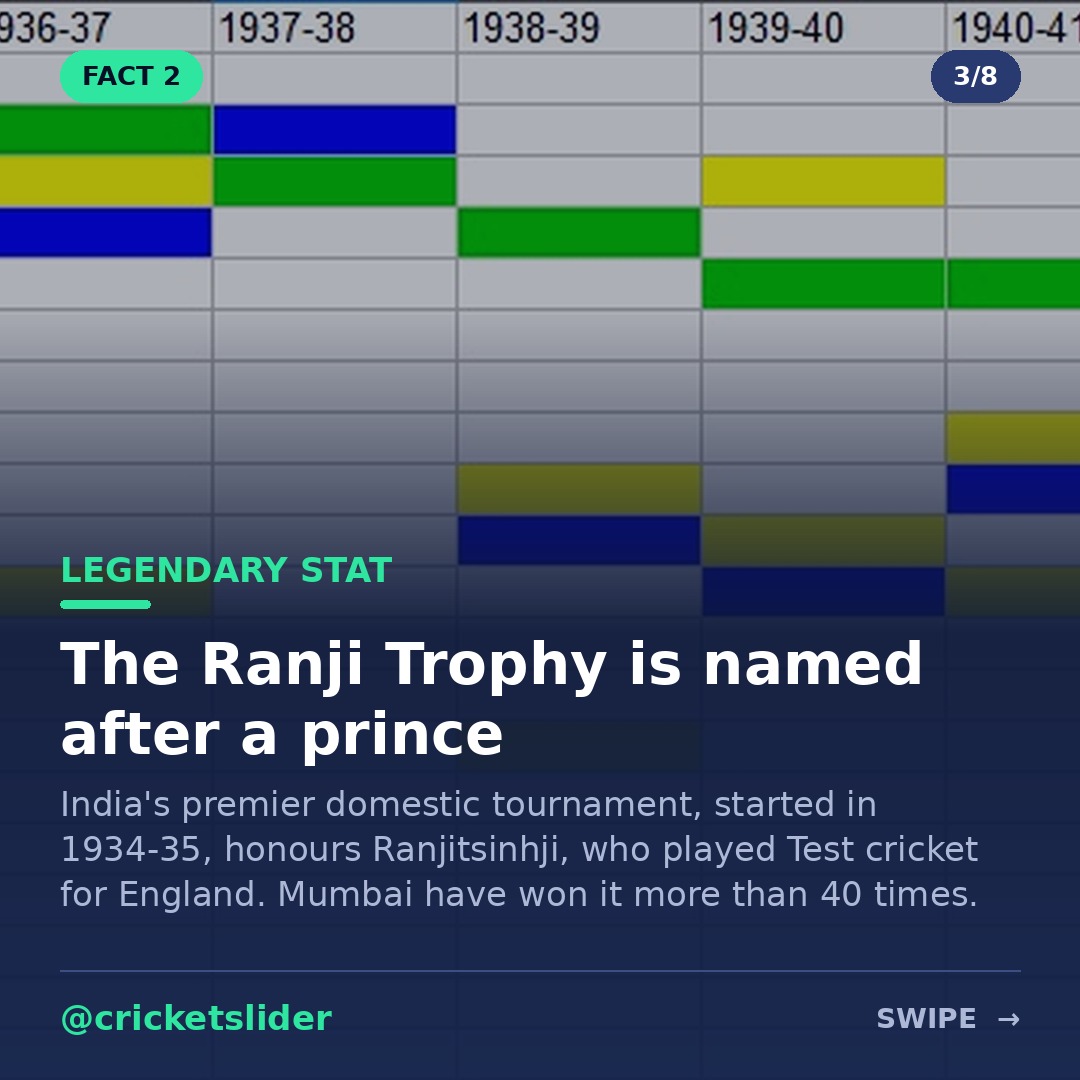 936-37 1937-38 1938-39 1939-40 1940-41
FACT 2
3/8
LEGENDARY STAT
The Ranji Trophy is named
after a prince
India's premier domestic tournament, started in
1934-35, honours Ranjitsinhji, who played Test cricket
for England. Mumbai have won it more than 40 times.
@cricketslider
SWIPE →